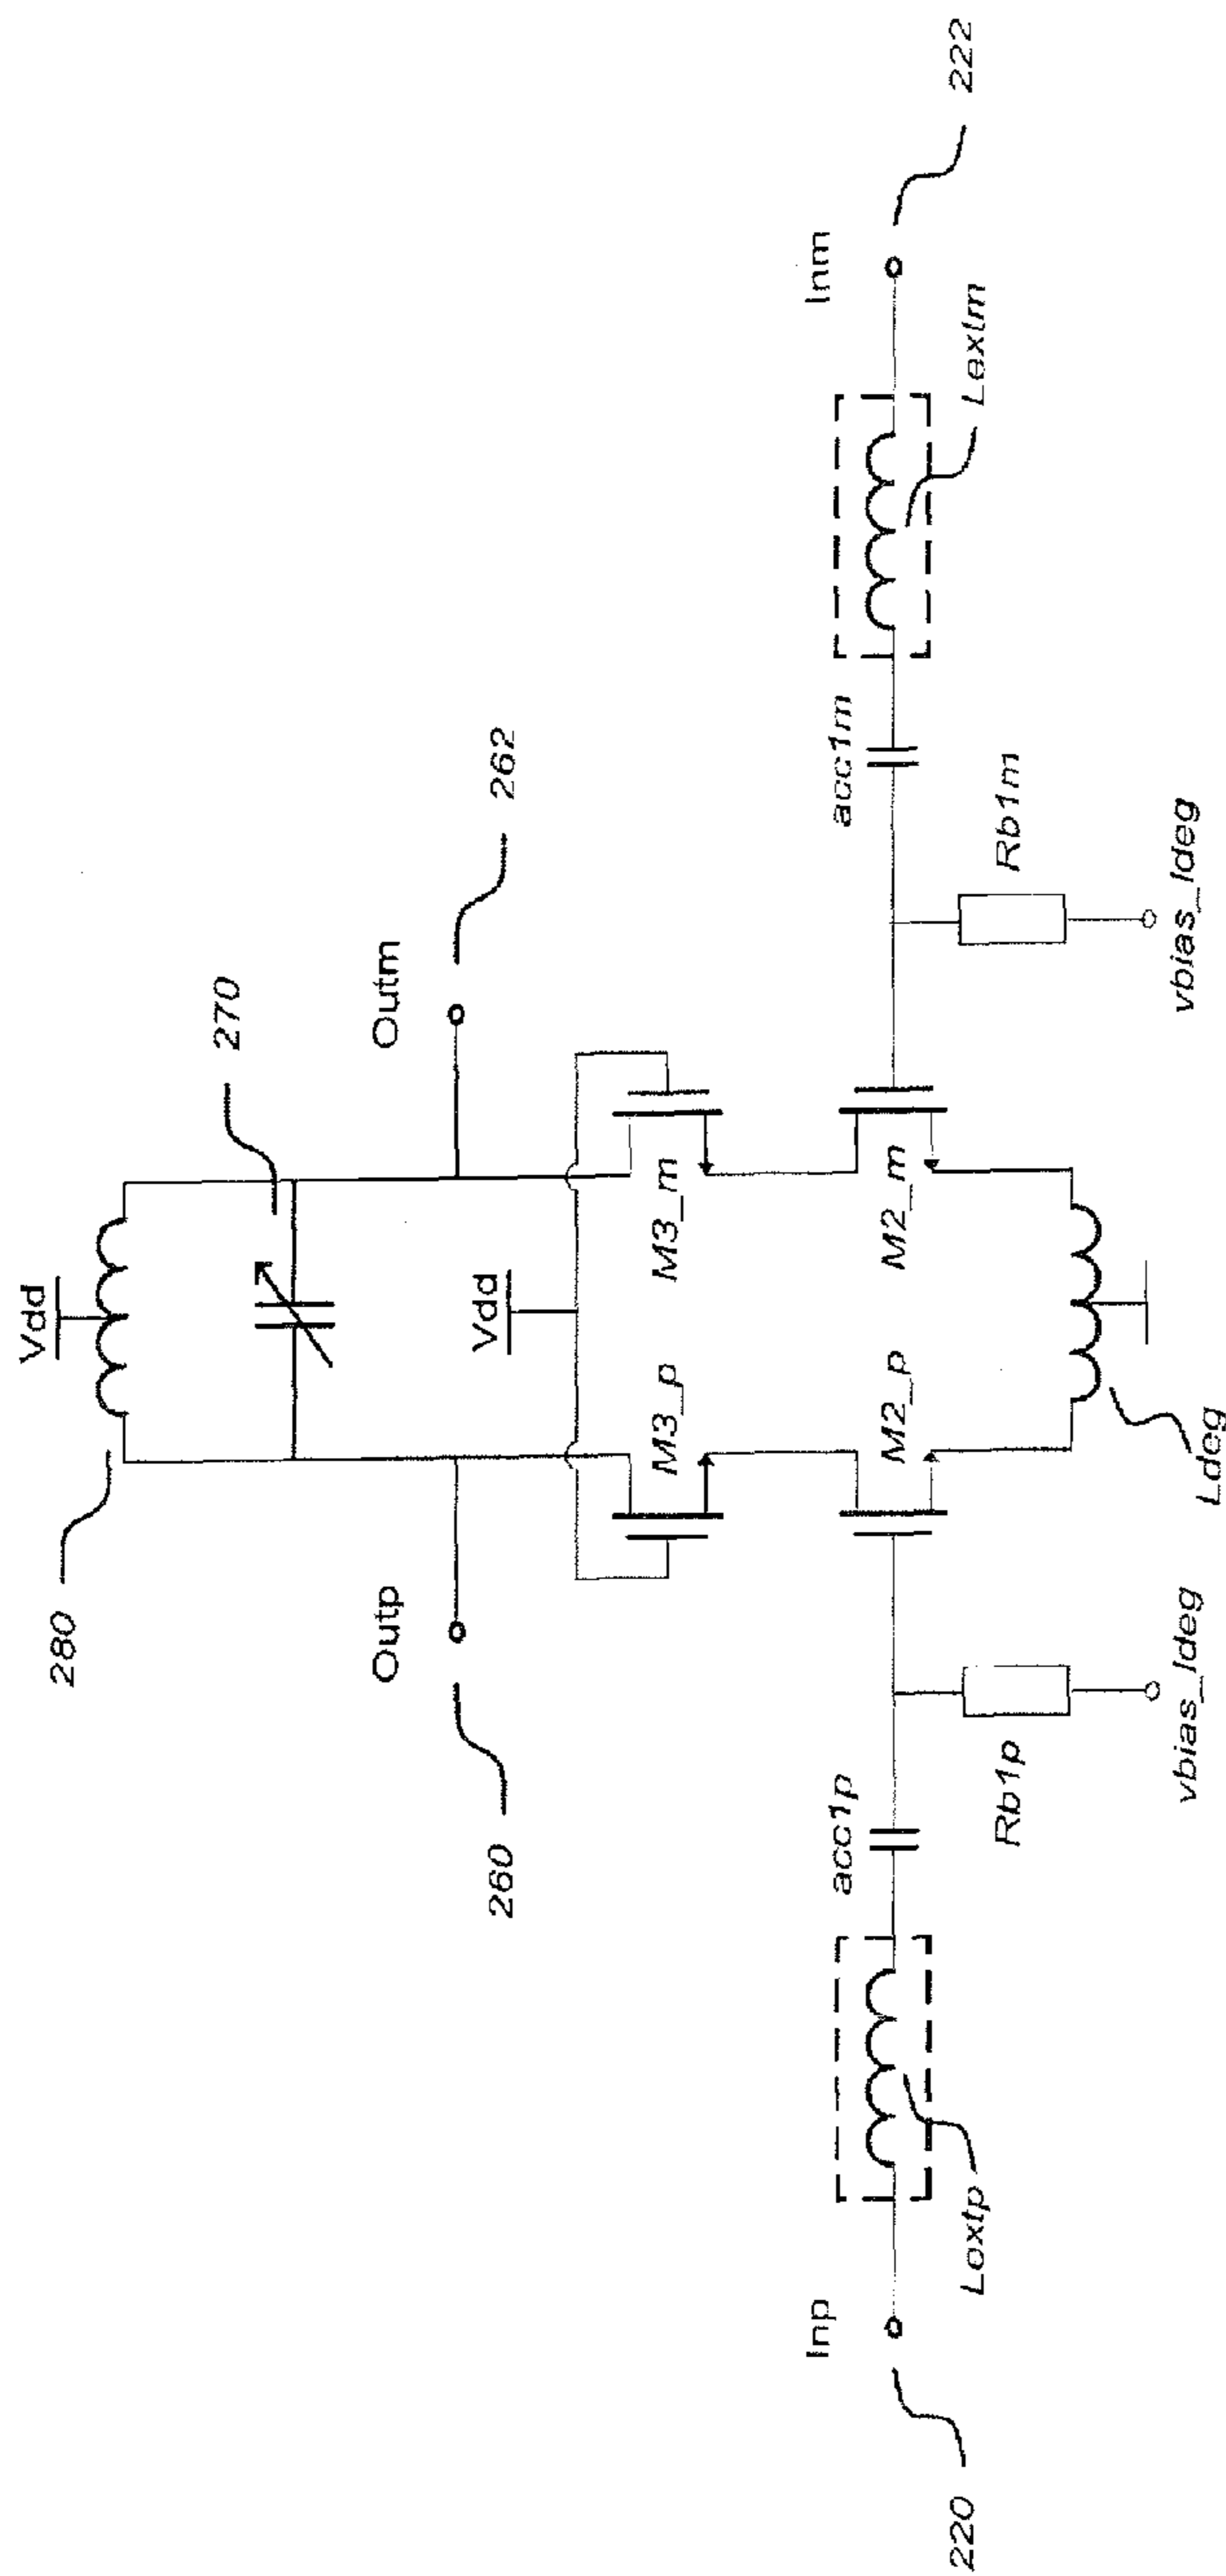 Vdd
280
270
Outp
Outm
260
262
Vdd
M3_p
M3_m
M2_p
M2_m
Inp
Inm
220
222
Loxtp
Lextm
acc1p
acc1m
Rb1p
Rb1m
vbias_ldeg
vbias_ldeg
Ldeg